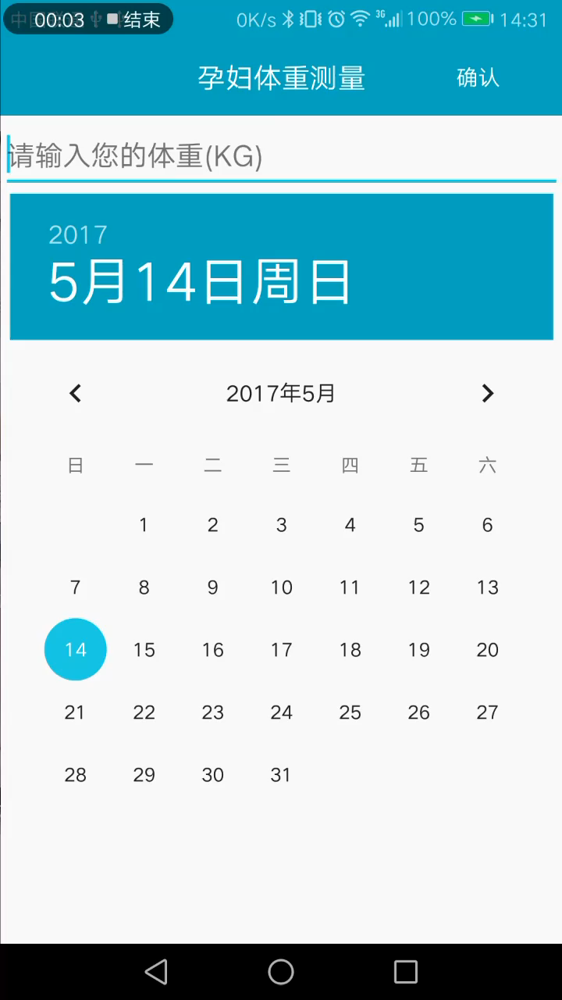 00:03 结束 0K/s 3G 100% 14:31
孕妇体重测量 确认
请输入您的体重(KG)
2017
5月14日周日
2017年5月
日 一 二 三 四 五 六
1 2 3 4 5 6
7 8 9 10 11 12 13
14 15 16 17 18 19 20
21 22 23 24 25 26 27
28 29 30 31